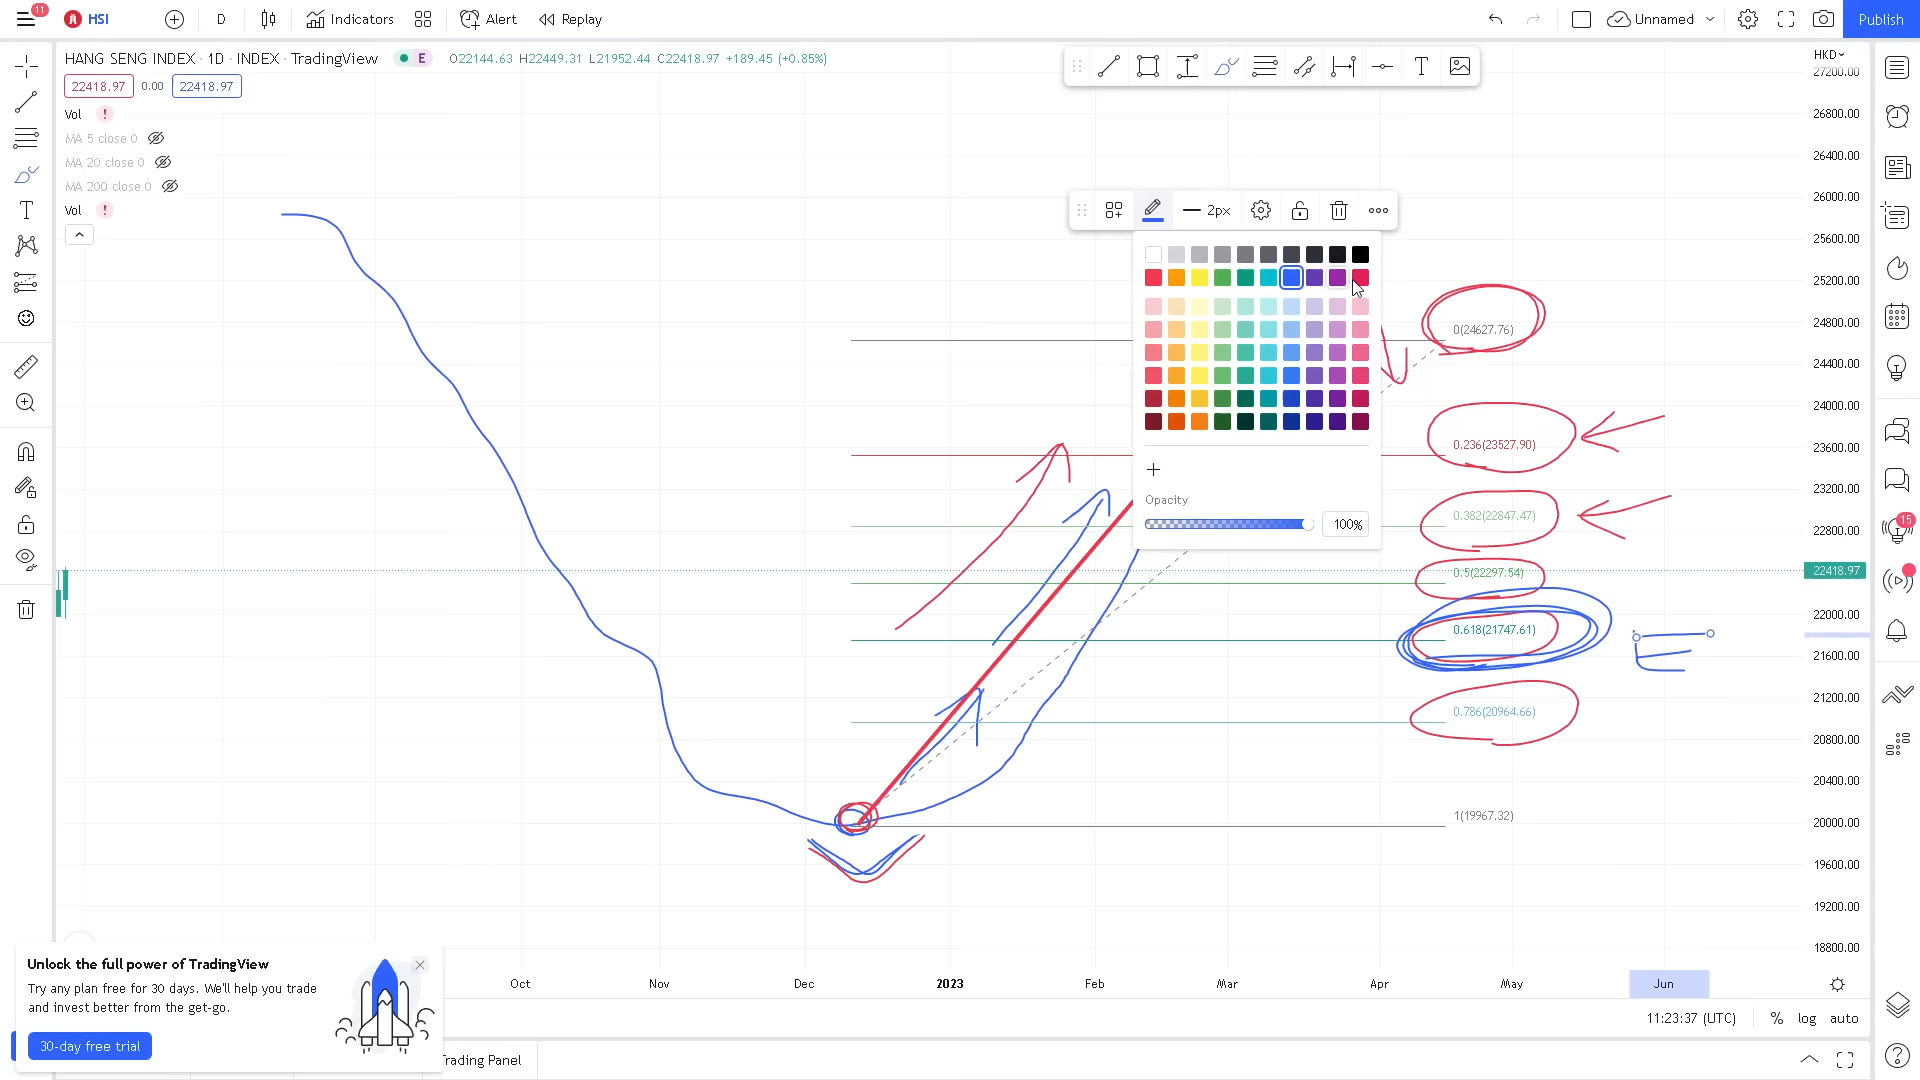 11
HSI
D
Indicators
Alert
Replay
Unnamed
Publish
HANG SENG INDEX · 1D · INDEX · TradingView
E
O22144.63 H22449.31 L21952.44 C22418.97 +189.45 (+0.85%)
HKD
22418.97
0.00
22418.97
Vol
MA 5 close 0
MA 20 close 0
MA 200 close 0
Vol
2px
Opacity
100%
0(24627.76)
0.236(23527.90)
0.382(22847.47)
0.5(22297.54)
0.618(21747.61)
0.786(20964.66)
1(19967.32)
27200.00
26800.00
26400.00
26000.00
25600.00
25200.00
24800.00
24400.00
24000.00
23600.00
23200.00
22800.00
22418.97
22000.00
21600.00
21200.00
20800.00
20400.00
20000.00
19600.00
19200.00
18800.00
15
Unlock the full power of TradingView
Try any plan free for 30 days. We'll help you trade
and invest better from the get-go.
30-day free trial
Oct
Nov
Dec
2023
Feb
Mar
Apr
May
Jun
11:23:37 (UTC)
%
log
auto
Trading Panel